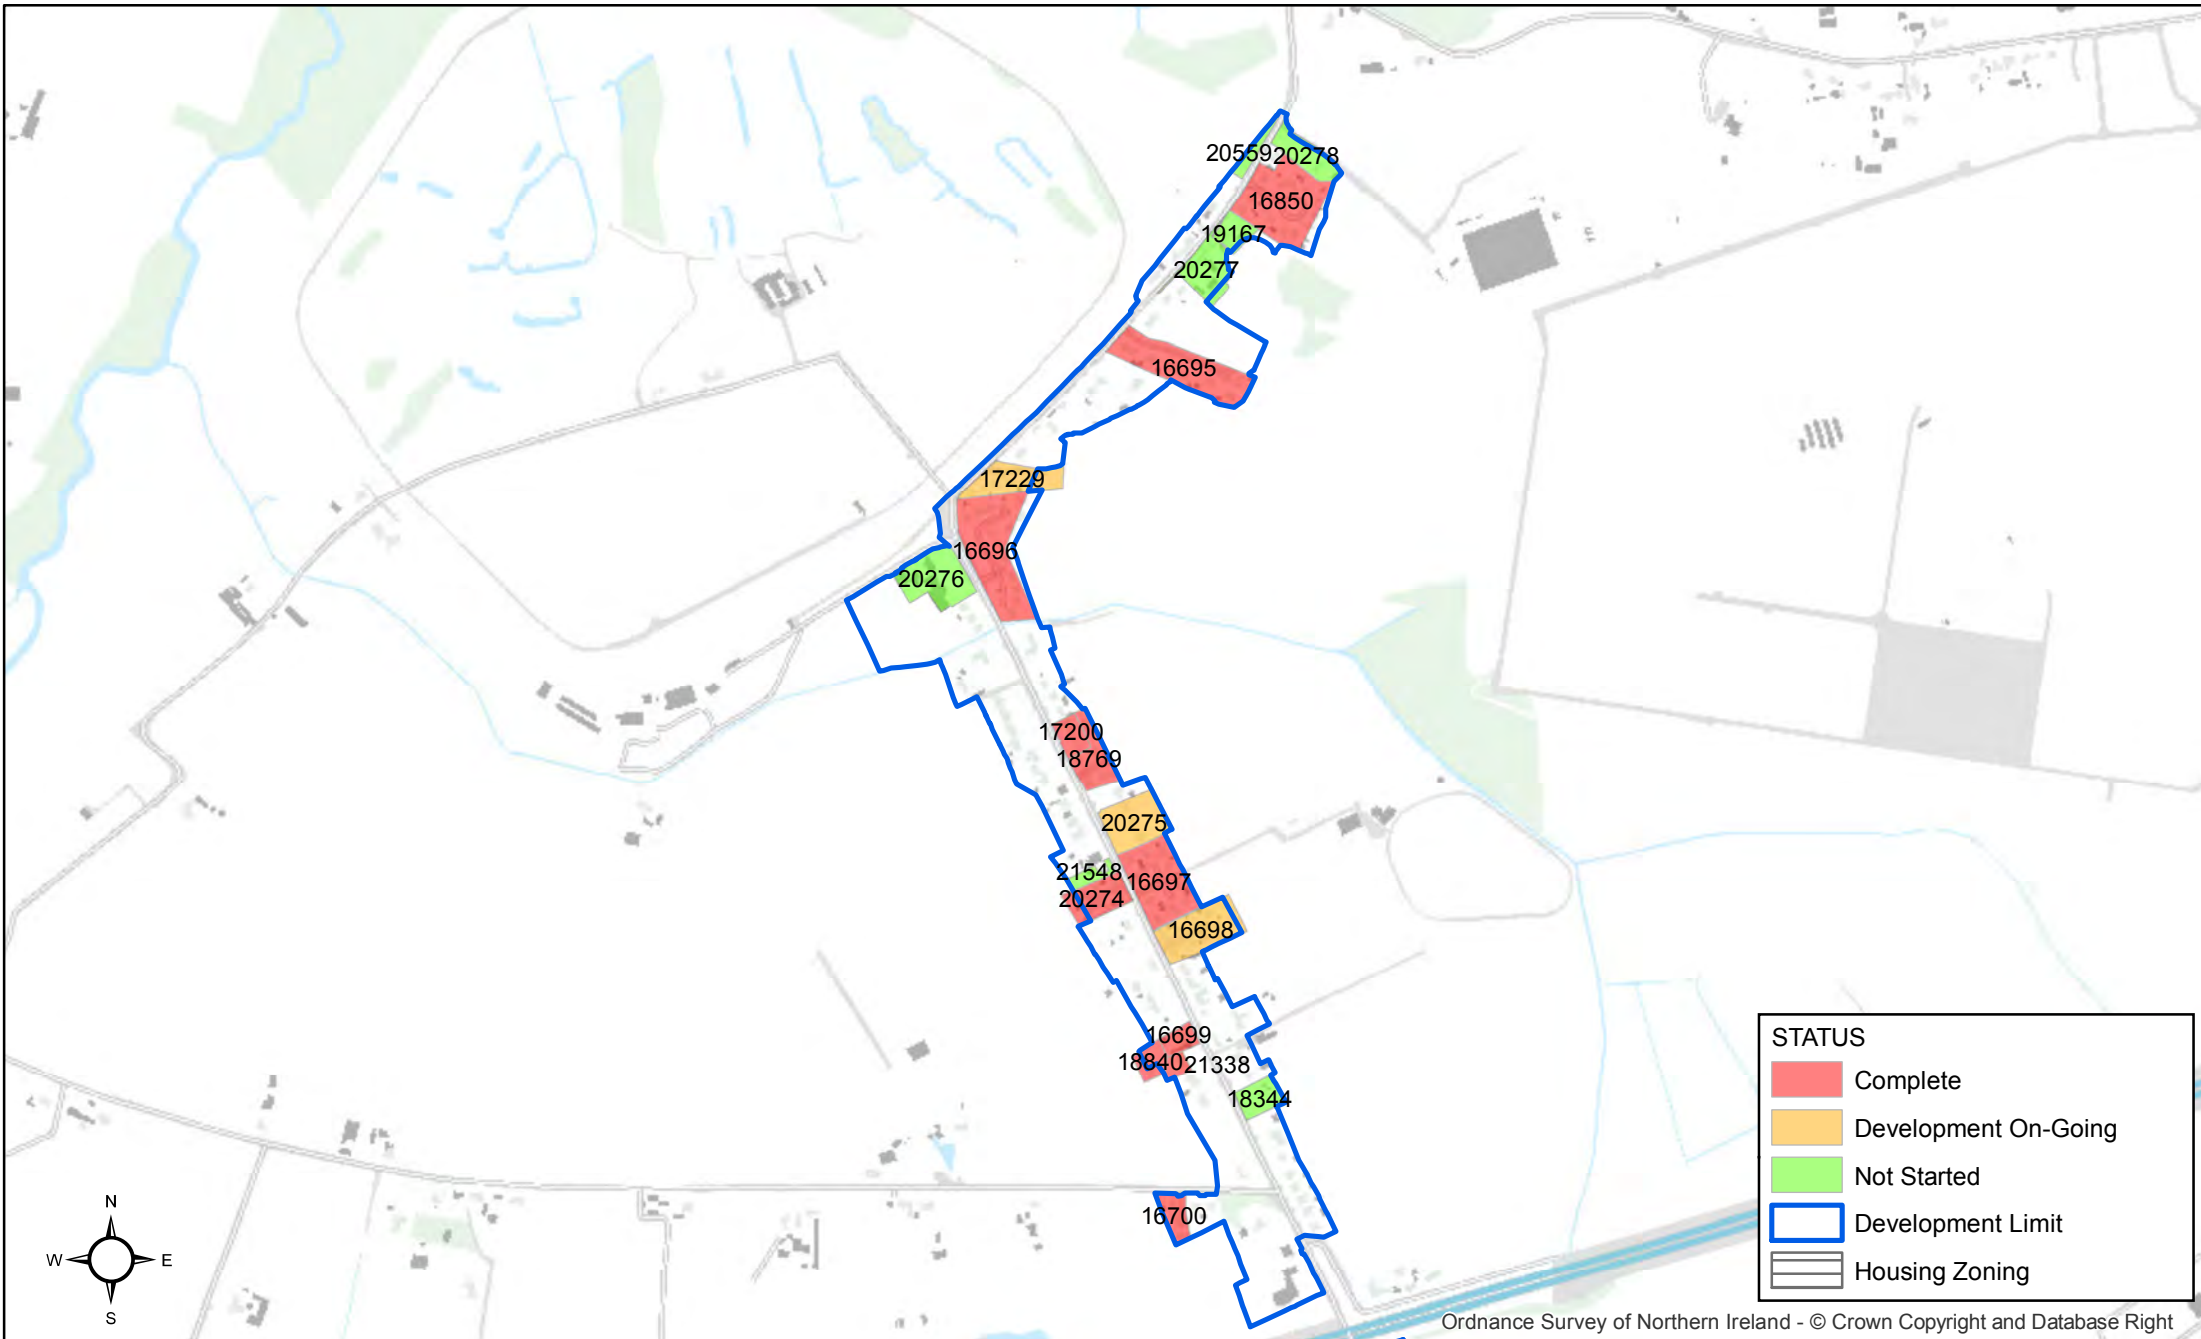 20559
20278
16850
19167
20277
16695
17229
16696
20276
17200
18769
20275
21548
16697
20274
16698
16699
18840
21338
18344
16700
N
W
E
S
STATUS
Complete
Development On-Going
Not Started
Development Limit
Housing Zoning
Ordnance Survey of Northern Ireland - © Crown Copyright and Database Right